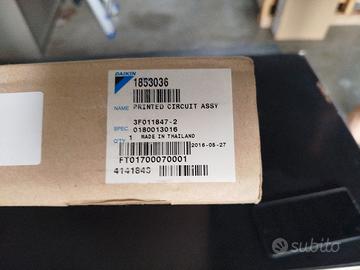 DAIKIN
1853036
NAME PRINTED CIRCUIT ASSY
3F011847-2
SPEC. 0180013016
QTY 1 MADE IN THAILAND
2016-05-27
FT01700070001
4141843
subito